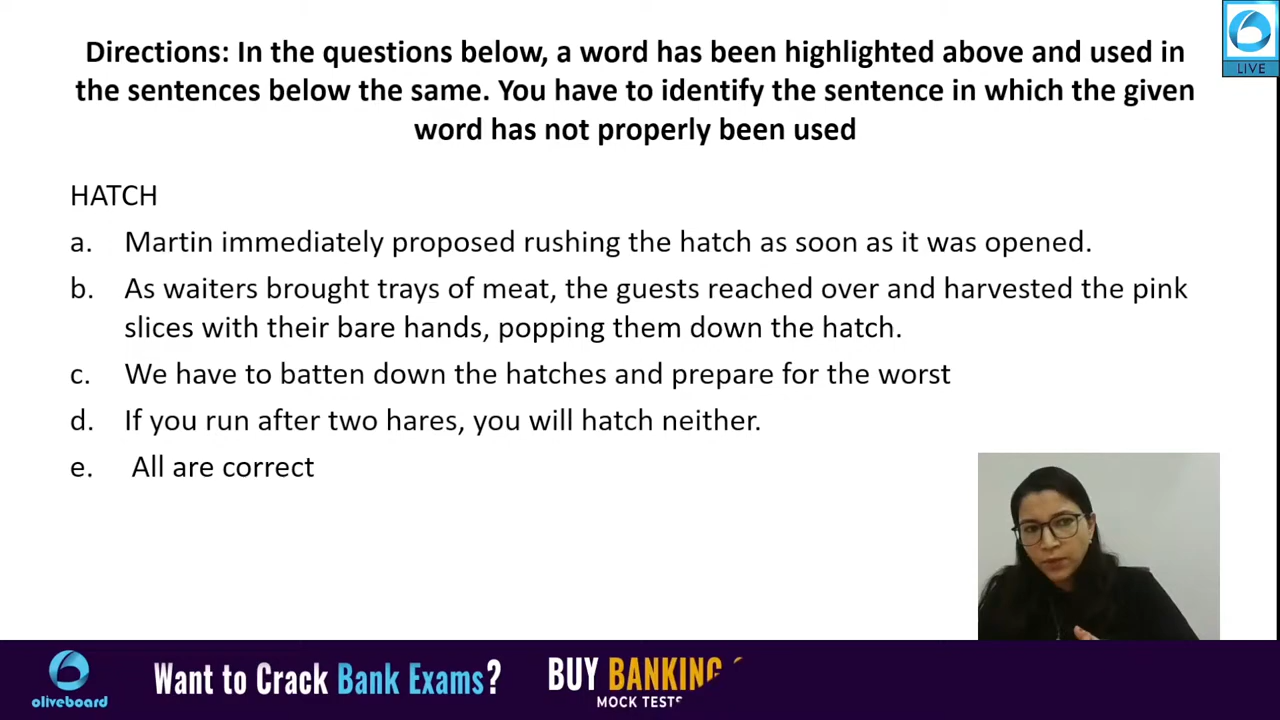 LIVE
Directions: In the questions below, a word has been highlighted above and used in
the sentences below the same. You have to identify the sentence in which the given
word has not properly been used
HATCH
a. Martin immediately proposed rushing the hatch as soon as it was opened.
b. As waiters brought trays of meat, the guests reached over and harvested the pink
slices with their bare hands, popping them down the hatch.
c. We have to batten down the hatches and prepare for the worst
d. If you run after two hares, you will hatch neither.
e. All are correct
oliveboard
Want to Crack Bank Exams?
BUY BANKING
MOCK TESTS